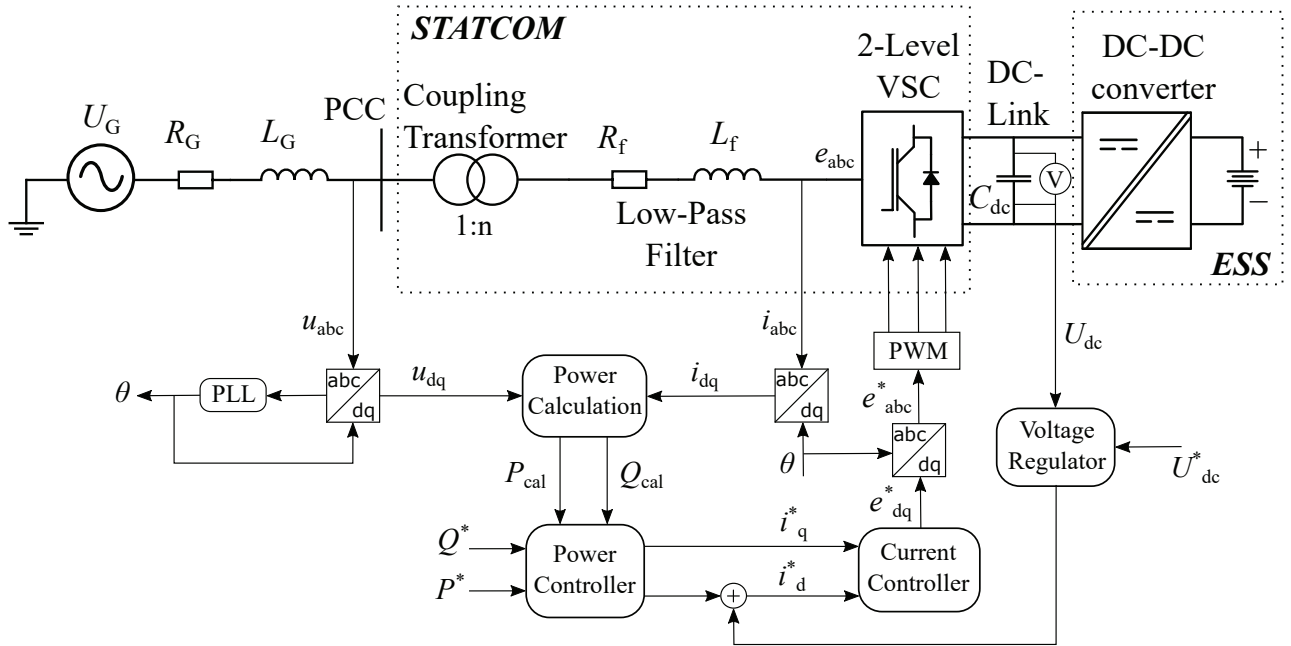 STATCOM
2-Level
VSC
DC-
Link
DC-DC
converter
U_G
R_G
L_G
PCC
Coupling
Transformer
1:n
R_f
L_f
Low-Pass
Filter
e_abc
C_dc
V
+
−
ESS
u_abc
i_abc
PWM
U_dc
θ
PLL
abc
dq
u_dq
Power
Calculation
i_dq
abc
dq
e*_abc
abc
dq
θ
Voltage
Regulator
U*_dc
P_cal
Q_cal
e*_dq
Q*
P*
Power
Controller
i*_q
+
i*_d
Current
Controller